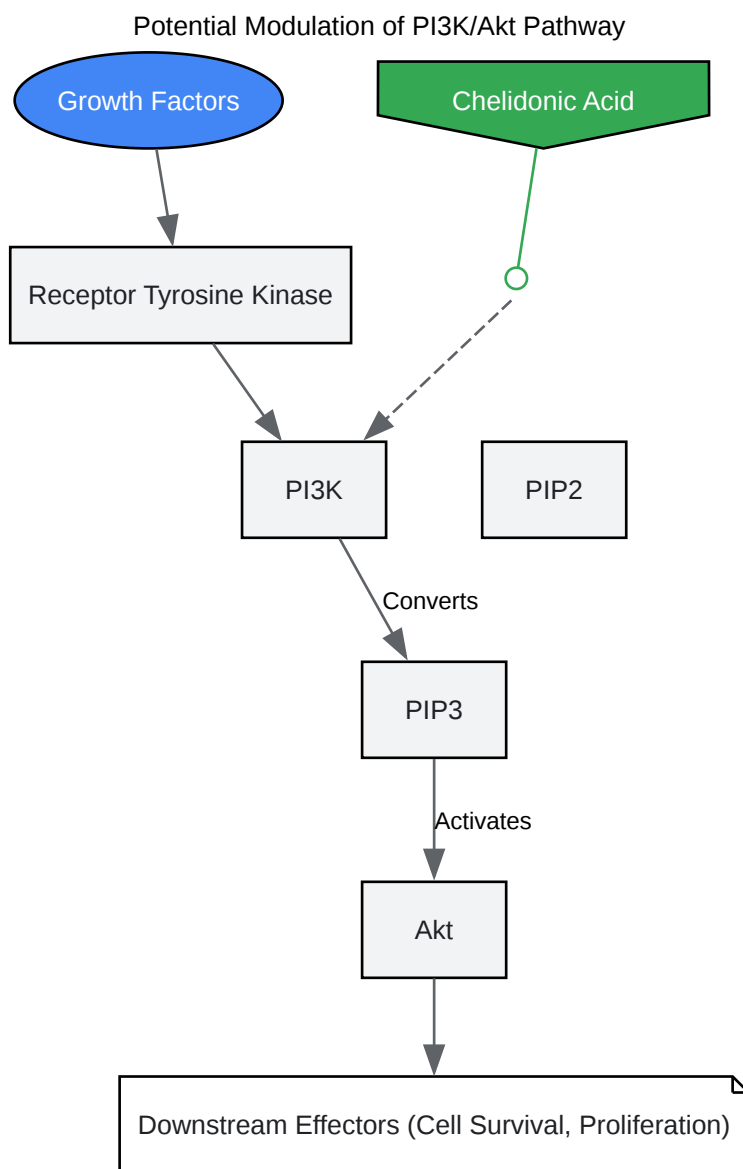 Potential Modulation of PI3K/Akt Pathway
Growth Factors
Chelidonic Acid
Receptor Tyrosine Kinase
PI3K
PIP2
Converts
PIP3
Activates
Akt
Downstream Effectors (Cell Survival, Proliferation)